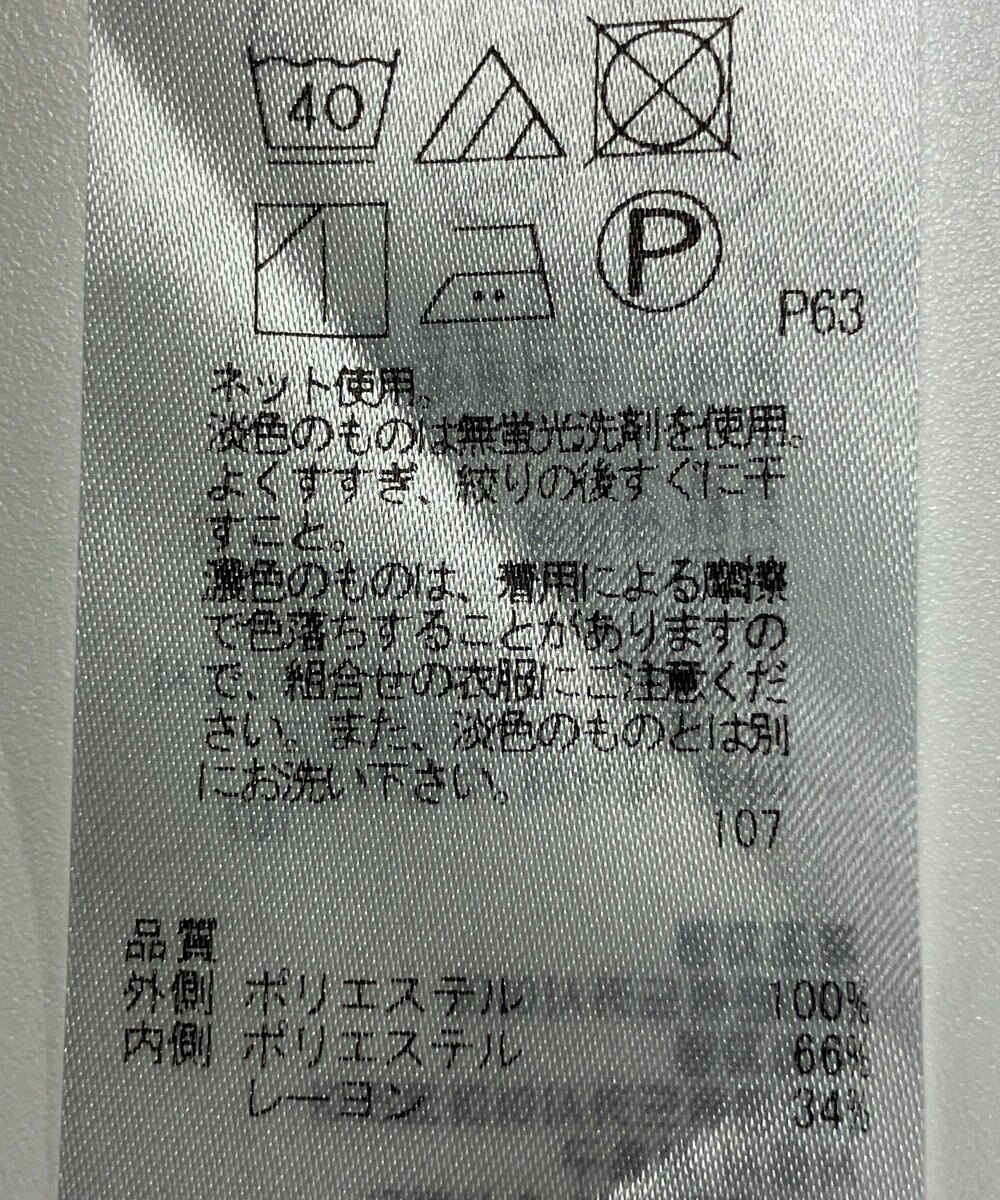 40
P
P63
ネット使用。
淡色のものは無蛍光洗剤を使用。
よくすすぎ、絞りの後すぐに干
すこと。
濃色のものは、着用による摩擦
で色落ちすることがありますの
で、組合せの衣服にご注意くだ
さい。また、淡色のものとは別
にお洗い下さい。
107
品質
外側 ポリエステル 100%
内側 ポリエステル 66%
レーヨン 34%